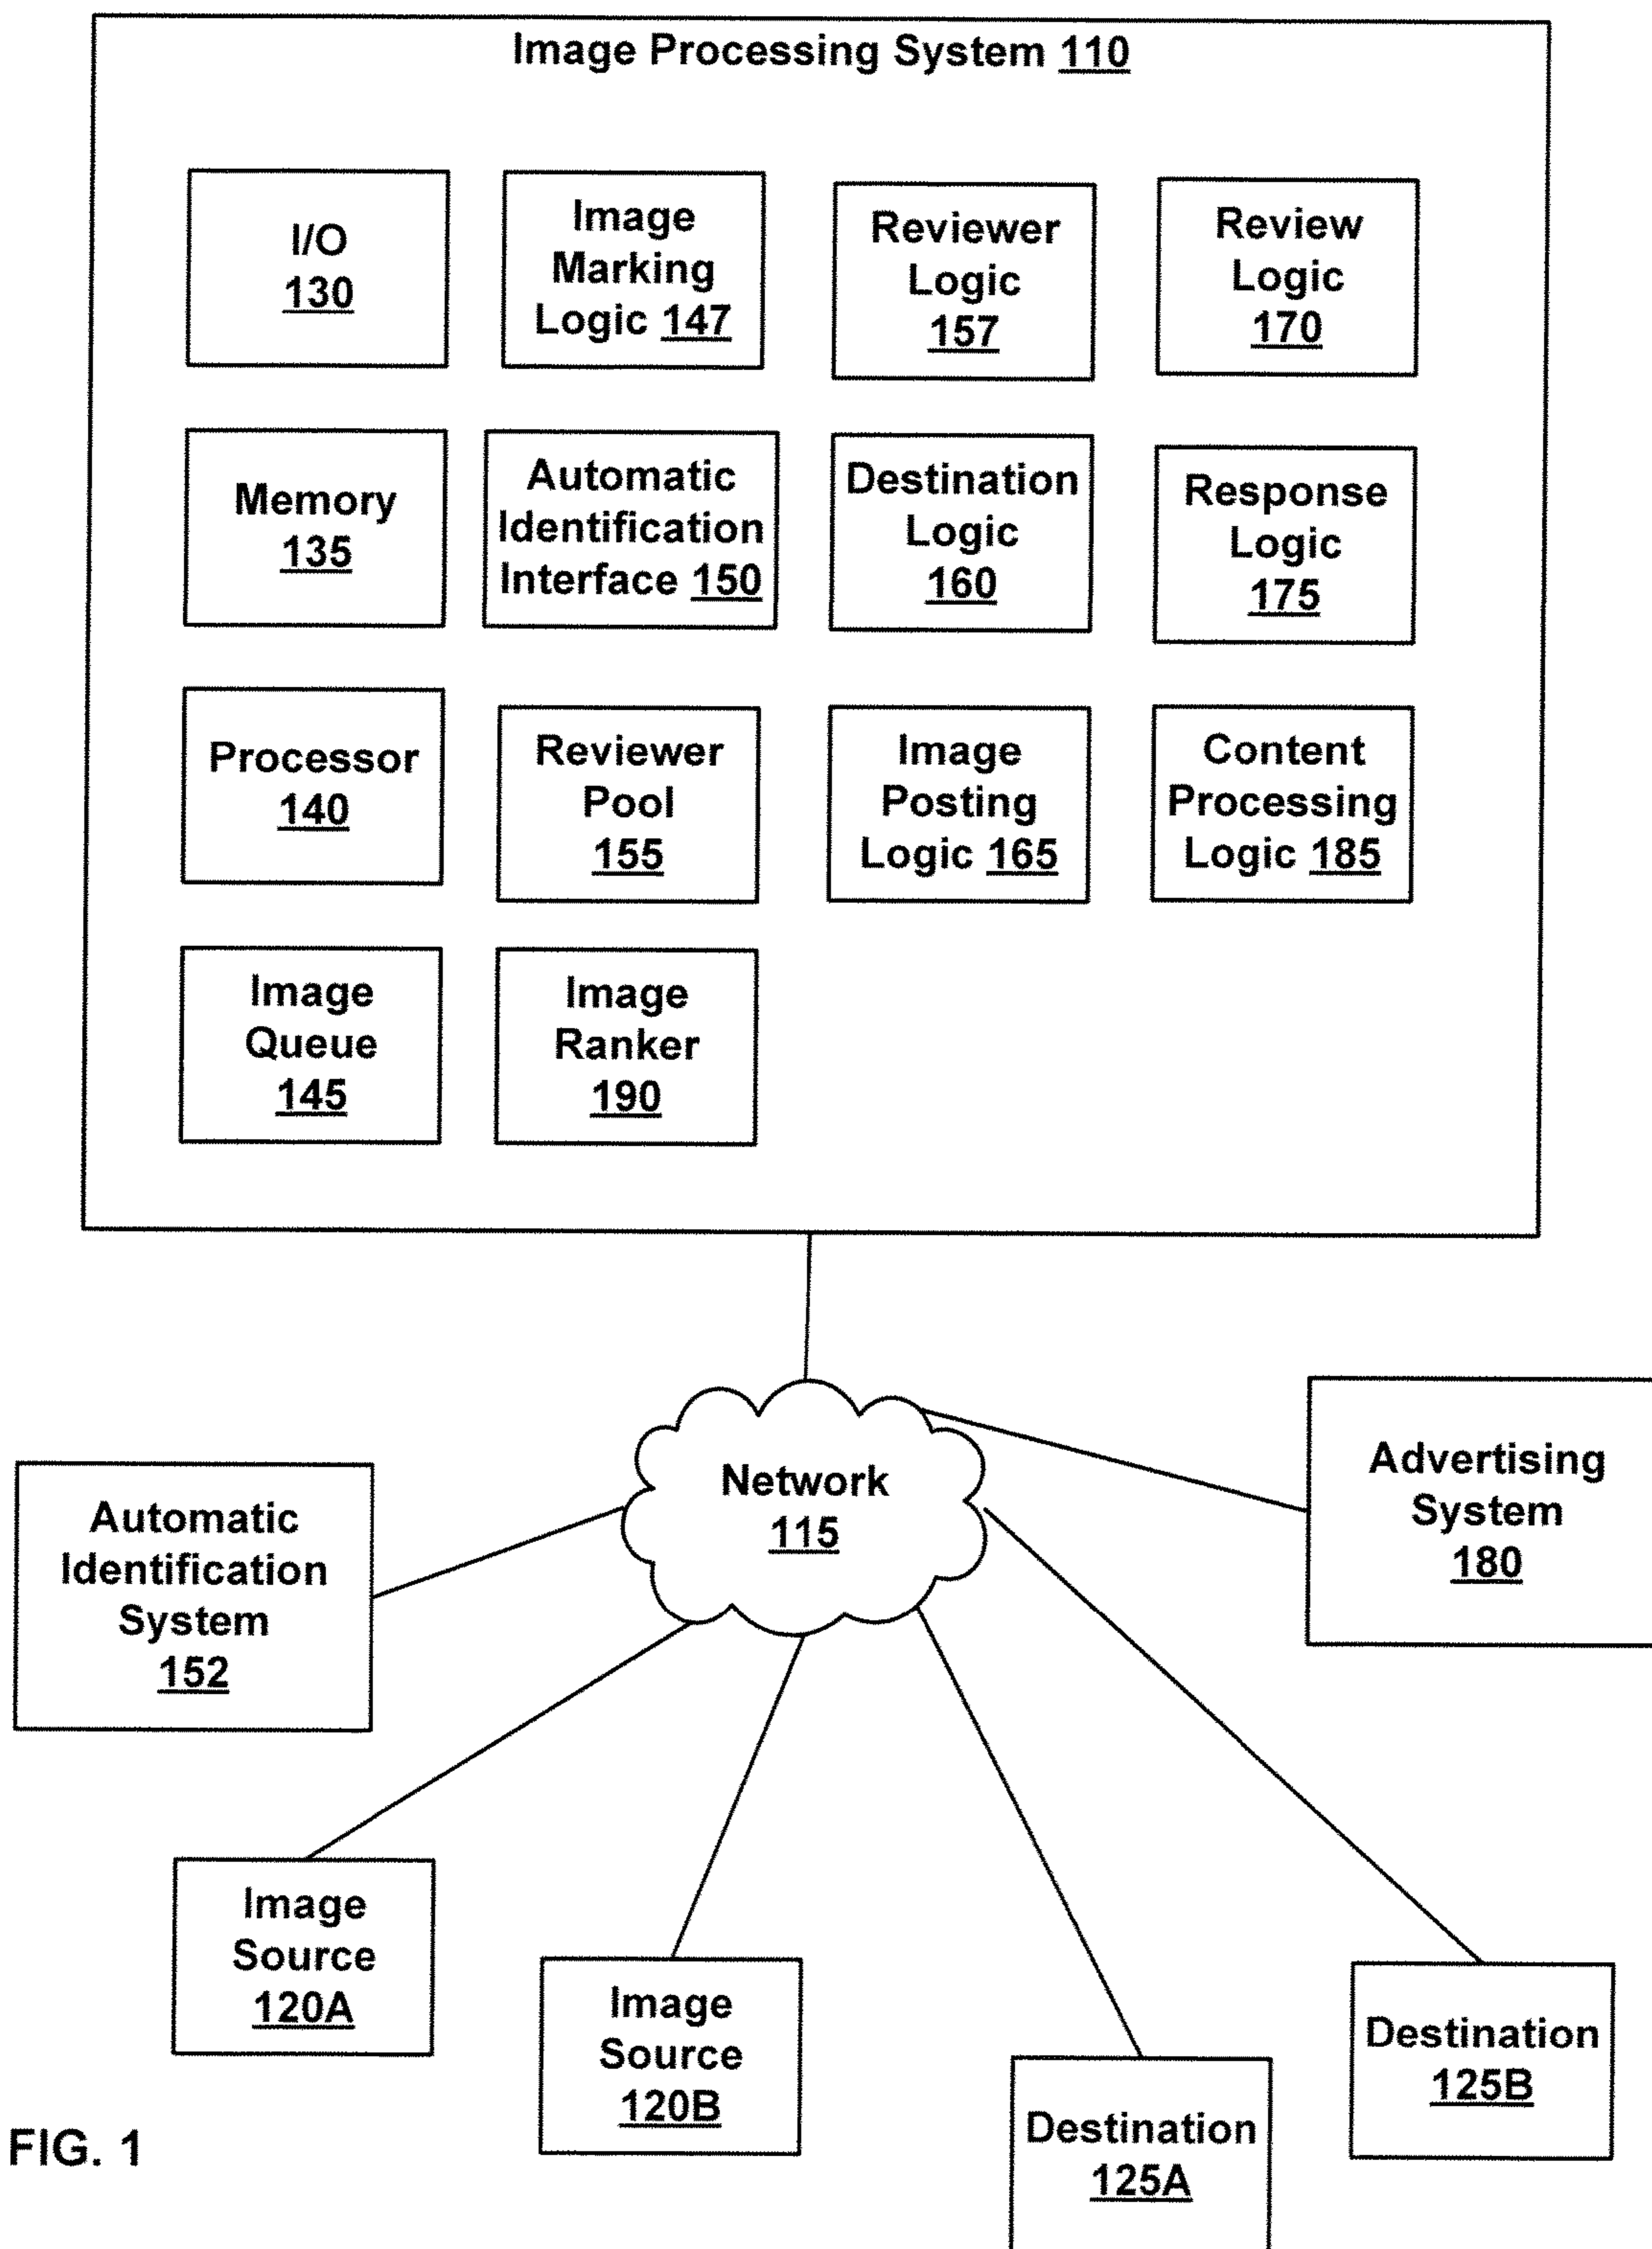 Image Processing System 110
I/O
130
Image
Marking
Logic 147
Reviewer
Logic
157
Review
Logic
170
Memory
135
Automatic
Identification
Interface 150
Destination
Logic
160
Response
Logic
175
Processor
140
Reviewer
Pool
155
Image
Posting
Logic 165
Content
Processing
Logic 185
Image
Queue
145
Image
Ranker
190
Network
115
Advertising
System
180
Automatic
Identification
System
152
Image
Source
120A
Image
Source
120B
Destination
125A
Destination
125B
FIG. 1